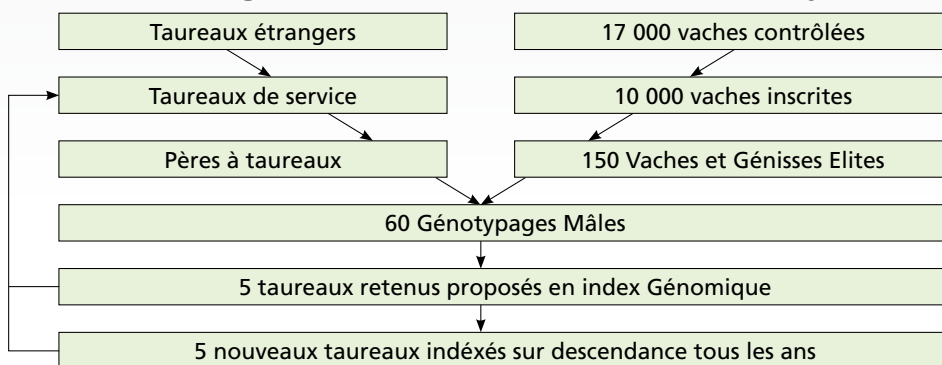 Taureaux étrangers
17 000 vaches contrôlées
Taureaux de service
10 000 vaches inscrites
Pères à taureaux
150 Vaches et Génisses Elites
60 Génotypages Mâles
5 taureaux retenus proposés en index Génomique
5 nouveaux taureaux indéxés sur descendance tous les ans